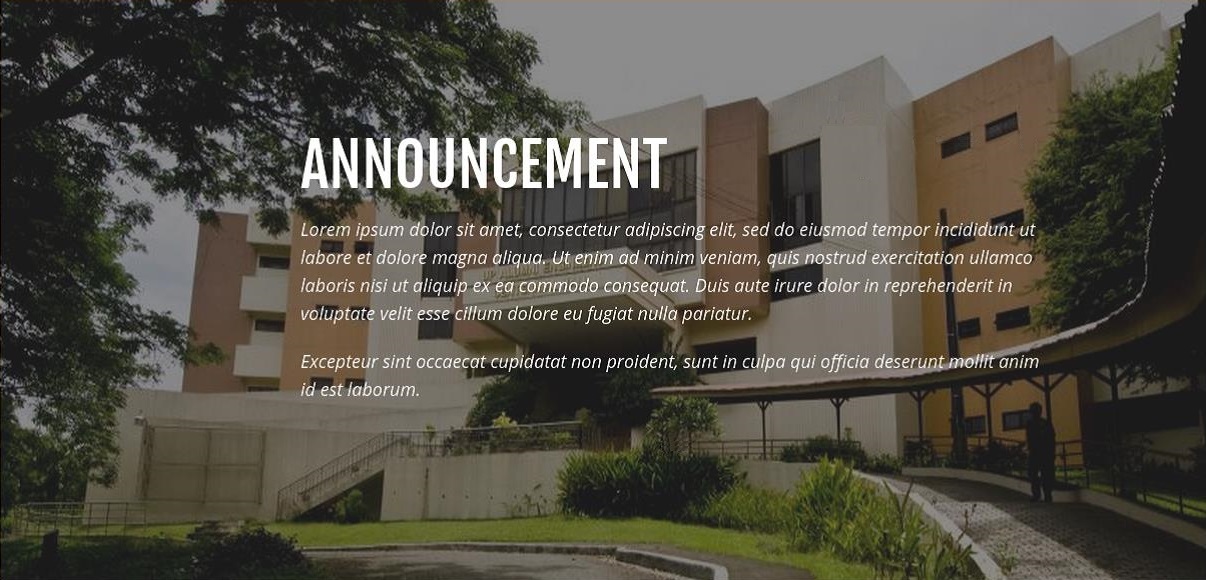 ANNOUNCEMENT
Lorem ipsum dolor sit amet, consectetur adipiscing elit, sed do eiusmod tempor incididunt ut
labore et dolore magna aliqua. Ut enim ad minim veniam, quis nostrud exercitation ullamco
laboris nisi ut aliquip ex ea commodo consequat. Duis aute irure dolor in reprehenderit in
voluptate velit esse cillum dolore eu fugiat nulla pariatur.
Excepteur sint occaecat cupidatat non proident, sunt in culpa qui officia deserunt mollit anim
id est laborum.